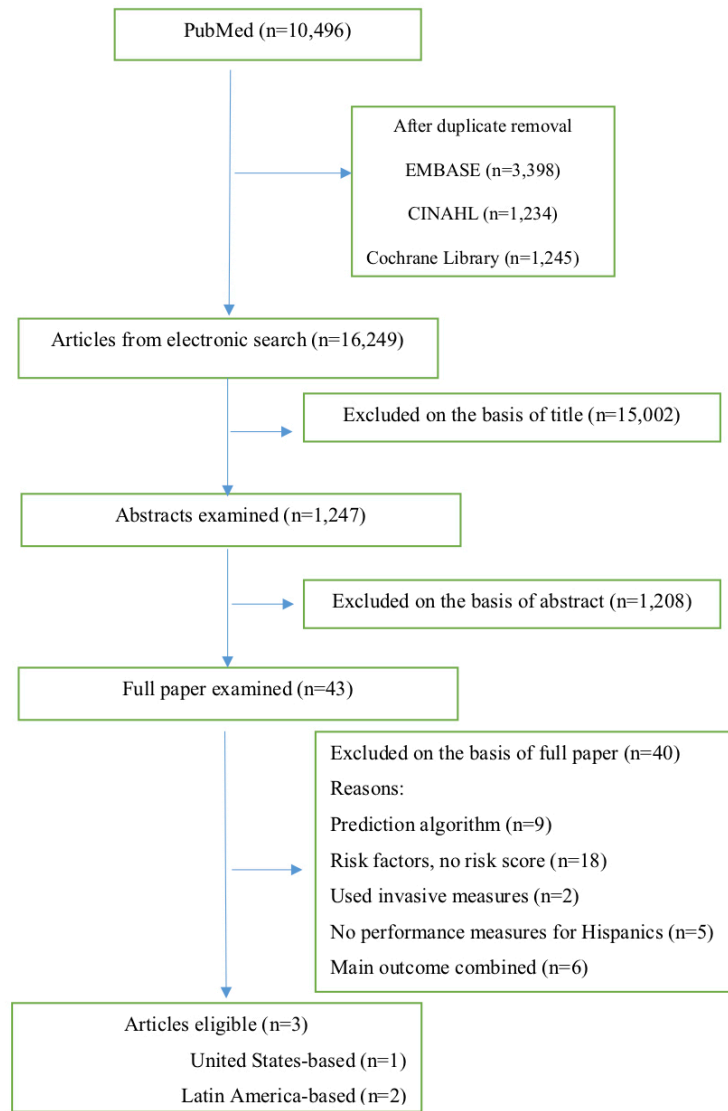 PubMed (n=10,496)
After duplicate removal
EMBASE (n=3,398)
CINAHL (n=1,234)
Cochrane Library (n=1,245)
Articles from electronic search (n=16,249)
Excluded on the basis of title (n=15,002)
Abstracts examined (n=1,247)
Excluded on the basis of abstract (n=1,208)
Full paper examined (n=43)
Excluded on the basis of full paper (n=40)
Reasons:
Prediction algorithm (n=9)
Risk factors, no risk score (n=18)
Used invasive measures (n=2)
No performance measures for Hispanics (n=5)
Main outcome combined (n=6)
Articles eligible (n=3)
United States-based (n=1)
Latin America-based (n=2)